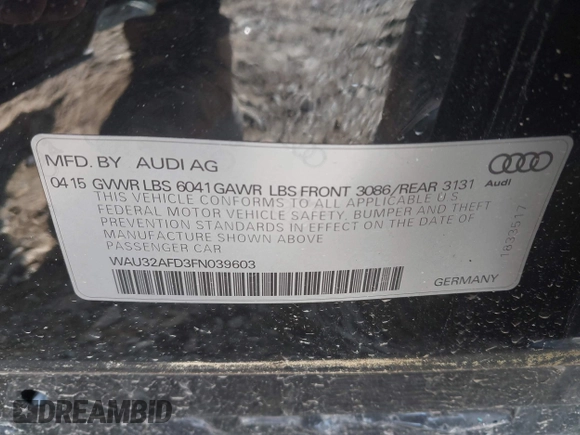 MFD. BY AUDI AG
04 15 GVWR LBS 6041 GAWR LBS FRONT 3086/REAR 3131
Audi
THIS VEHICLE CONFORMS TO ALL APPLICABLE U S
FEDERAL MOTOR VEHICLE SAFETY, BUMPER AND THEFT
PREVENTION STANDARDS IN EFFECT ON THE DATE OF
MANUFACTURE SHOWN ABOVE
PASSENGER CAR
WAU32AFD3FN039603
GERMANY
1833517
DREAMBID